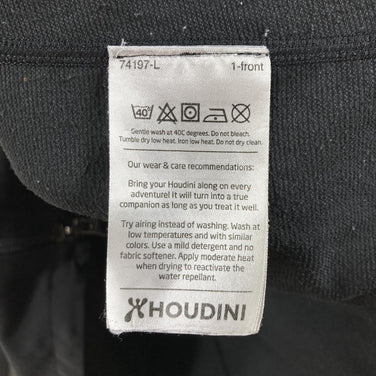 74197-L 1-front
40
Gentle wash at 40C degrees. Do not bleach.
Tumble dry low heat. Iron low heat. Do not dry clean.
Our wear & care recommendations:
Bring your Houdini along on every
adventure! It will turn into a true
companion as long as you treat it well.
Try airing instead of washing. Wash at
low temperatures and with similar
colors. Use a mild detergent and no
fabric softener. Apply moderate heat
when drying to reactivate the
water repellant.
HOUDINI